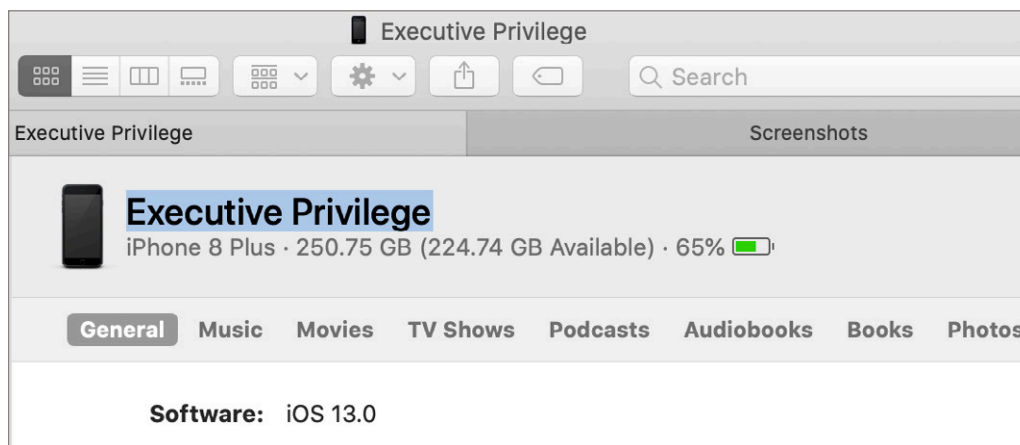 Executive Privilege
Search
Executive Privilege Screenshots
Executive Privilege
iPhone 8 Plus · 250.75 GB (224.74 GB Available) · 65%
General Music Movies TV Shows Podcasts Audiobooks Books Photos
Software: iOS 13.0